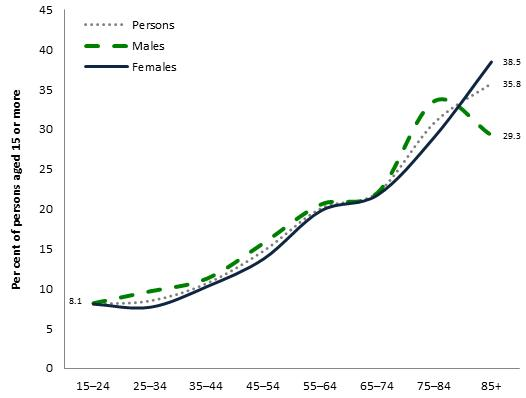 Per cent of persons aged 15 or more
45
40
35
30
25
20
15
10
5
0
Persons
Males
Females
38.5
35.8
29.3
8.1
15–24 25–34 35–44 45–54 55–64 65–74 75–84 85+